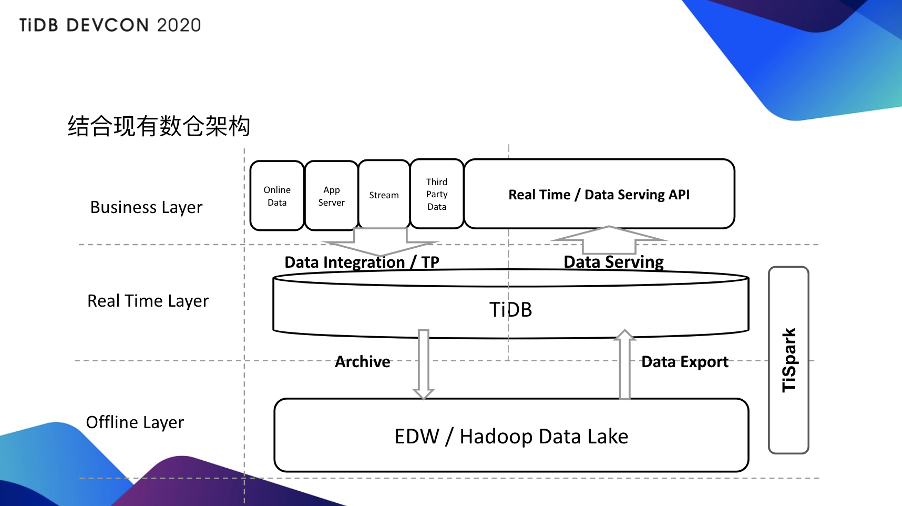 TiDB DEVCON 2020
结合现有数仓架构
Business Layer
Online
Data
App
Server
Stream
Third
Party
Data
Real Time / Data Serving API
Data Integration / TP
Data Serving
Real Time Layer
TiDB
Archive
Data Export
TiSpark
Offline Layer
EDW / Hadoop Data Lake